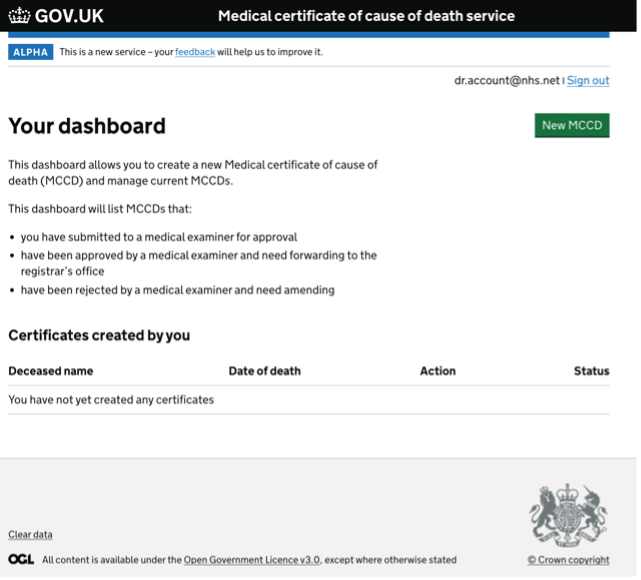 GOV.UK Medical certificate of cause of death service
ALPHA This is a new service – your feedback will help us to improve it.
dr.account@nhs.net | Sign out
Your dashboard
New MCCD
This dashboard allows you to create a new Medical certificate of cause of
death (MCCD) and manage current MCCDs.
This dashboard will list MCCDs that:
• you have submitted to a medical examiner for approval
• have been approved by a medical examiner and need forwarding to the
registrar's office
• have been rejected by a medical examiner and need amending
Certificates created by you
Deceased name Date of death Action Status
You have not yet created any certificates
Clear data
OGL All content is available under the Open Government Licence v3.0, except where otherwise stated
© Crown copyright